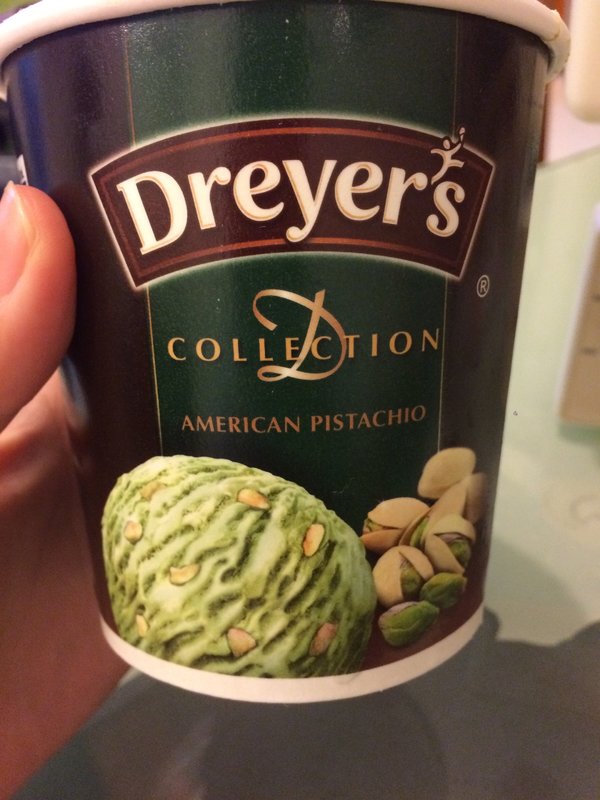 Dreyer's
®
D
COLLECTION
AMERICAN PISTACHIO